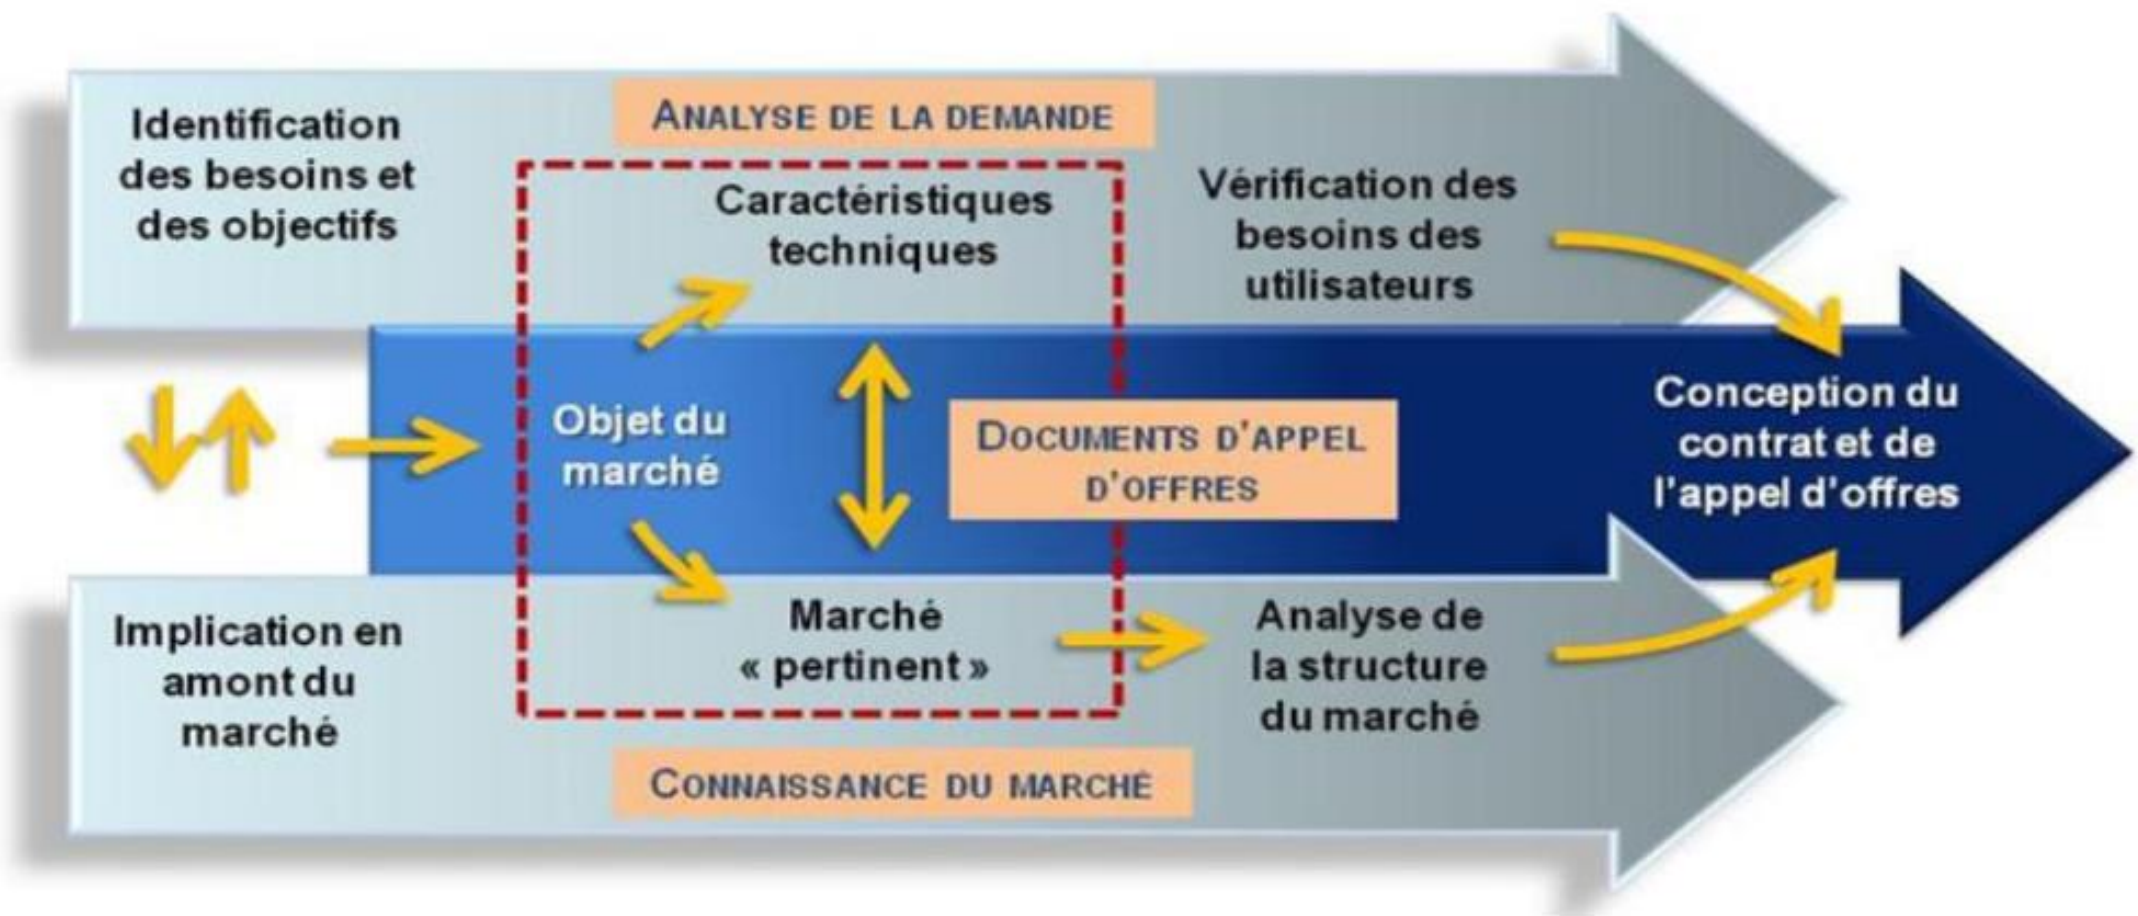 Identification
des besoins et
des objectifs
ANALYSE DE LA DEMANDE
Caractéristiques
techniques
Vérification des
besoins des
utilisateurs
Objet du
marché
DOCUMENTS D'APPEL
D'OFFRES
Conception du
contrat et de
l'appel d'offres
Implication en
amont du
marché
Marché
« pertinent »
Analyse de
la structure
du marché
CONNAISSANCE DU MARCHÉ